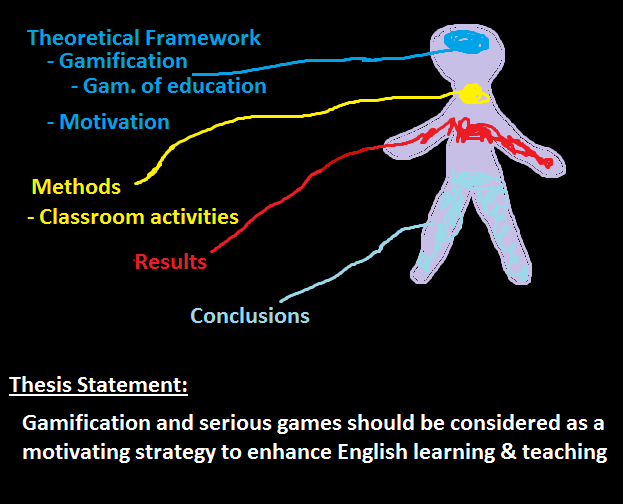 Theoretical Framework
- Gamification
- Gam. of education
- Motivation
Methods
- Classroom activities
Results
Conclusions
Thesis Statement:
Gamification and serious games should be considered as a
motivating strategy to enhance English learning & teaching